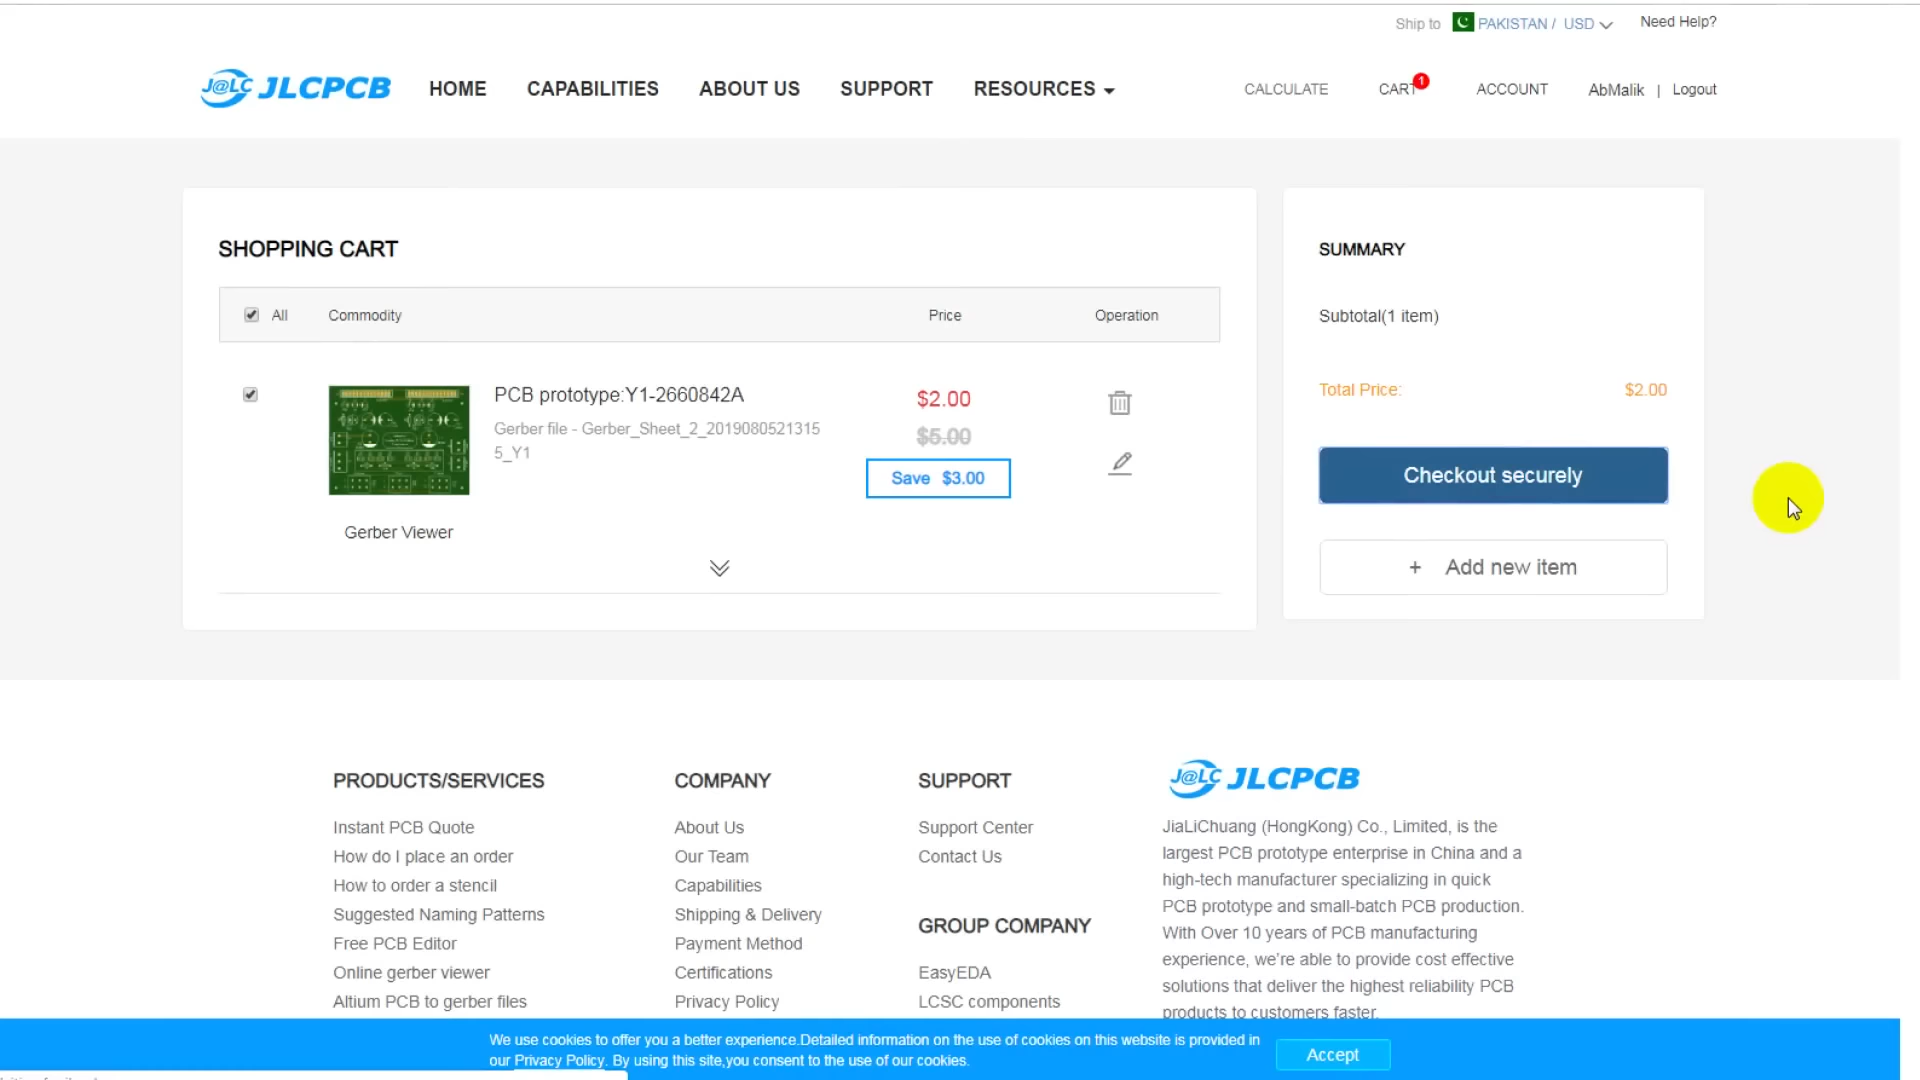 Ship to PAKISTAN / USD Need Help?
J@LC JLCPCB HOME CAPABILITIES ABOUT US SUPPORT RESOURCES CALCULATE CART 1 ACCOUNT AbMalik | Logout
SHOPPING CART
All Commodity Price Operation
PCB prototype:Y1-2660842A
Gerber file - Gerber_Sheet_2_2019080521315
5_Y1
$2.00
$5.00
Save $3.00
Gerber Viewer
SUMMARY
Subtotal(1 item)
Total Price: $2.00
Checkout securely
+ Add new item
PRODUCTS/SERVICES
Instant PCB Quote
How do I place an order
How to order a stencil
Suggested Naming Patterns
Free PCB Editor
Online gerber viewer
Altium PCB to gerber files
COMPANY
About Us
Our Team
Capabilities
Shipping & Delivery
Payment Method
Certifications
Privacy Policy
SUPPORT
Support Center
Contact Us
GROUP COMPANY
EasyEDA
LCSC components
J@LC JLCPCB
JiaLiChuang (HongKong) Co., Limited, is the
largest PCB prototype enterprise in China and a
high-tech manufacturer specializing in quick
PCB prototype and small-batch PCB production.
With Over 10 years of PCB manufacturing
experience, we're able to provide cost effective
solutions that deliver the highest reliability PCB
products to customers faster.
We use cookies to offer you a better experience.Detailed information on the use of cookies on this website is provided in
our Privacy Policy. By using this site,you consent to the use of our cookies.
Accept